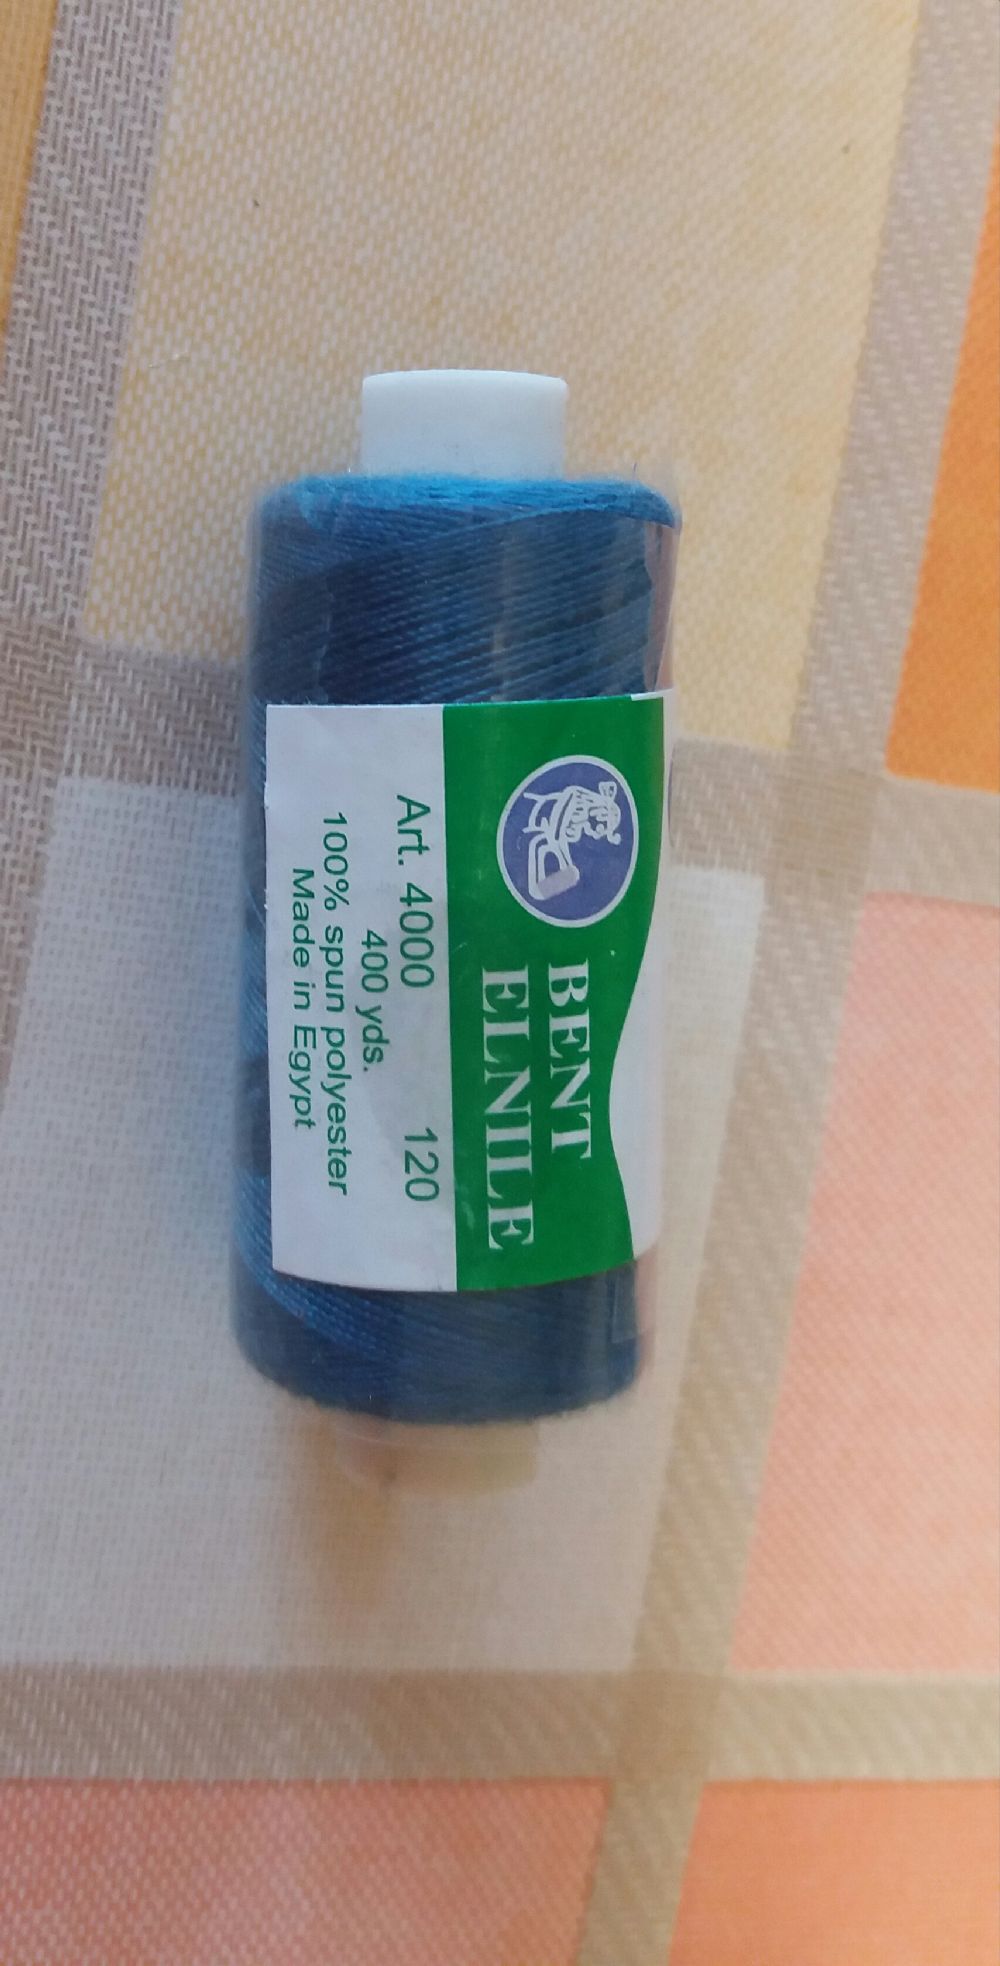 BENT
ELNILE
Art. 4000 120
400 yds.
100% spun polyester
Made in Egypt